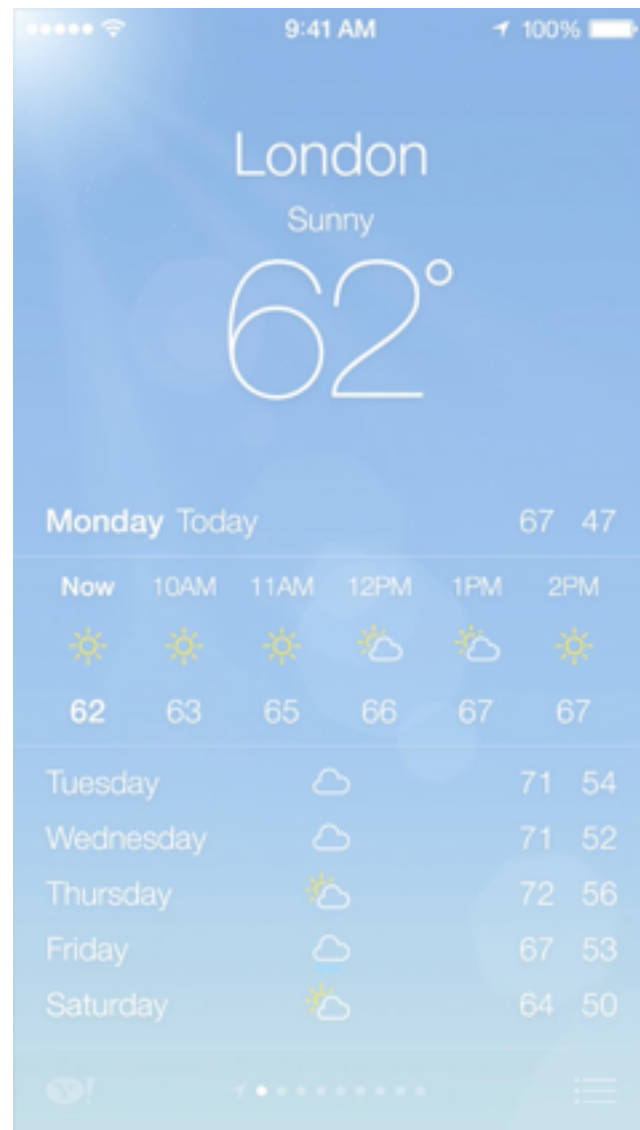 9:41 AM 100%
London
Sunny
62°
Monday Today 67 47
Now 10AM 11AM 12PM 1PM 2PM
62 63 65 66 67 67
Tuesday 71 54
Wednesday 71 52
Thursday 72 56
Friday 67 53
Saturday 64 50
Y!